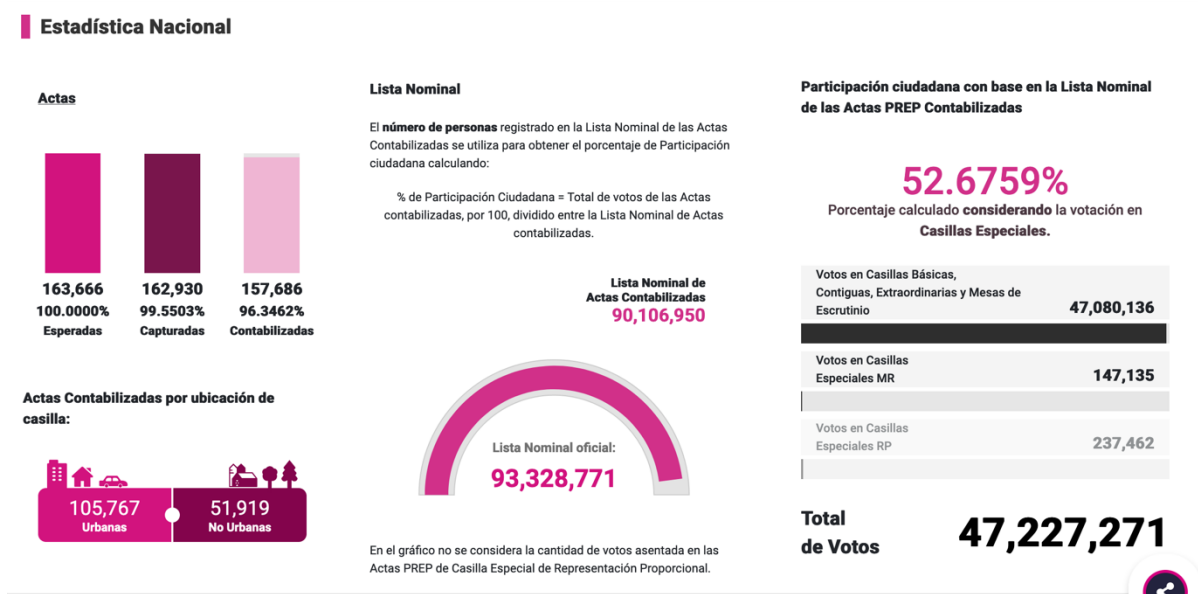 Estadística Nacional
Actas
163,666
100.0000%
Esperadas
162,930
99.5503%
Capturadas
157,686
96.3462%
Contabilizadas
Actas Contabilizadas por ubicación de
casilla:
105,767
Urbanas
51,919
No Urbanas
Lista Nominal
El número de personas registrado en la Lista Nominal de las Actas
Contabilizadas se utiliza para obtener el porcentaje de Participación
ciudadana calculando:
% de Participación Ciudadana = Total de votos de las Actas
contabilizadas, por 100, dividido entre la Lista Nominal de Actas
contabilizadas.
Lista Nominal de
Actas Contabilizadas
90,106,950
Lista Nominal oficial:
93,328,771
En el gráfico no se considera la cantidad de votos asentada en las
Actas PREP de Casilla Especial de Representación Proporcional.
Participación ciudadana con base en la Lista Nominal
de las Actas PREP Contabilizadas
52.6759%
Porcentaje calculado considerando la votación en
Casillas Especiales.
Votos en Casillas Básicas,
Contiguas, Extraordinarias y Mesas de
Escrutinio 47,080,136
Votos en Casillas
Especiales MR 147,135
Votos en Casillas
Especiales RP 237,462
Total
de Votos 47,227,271